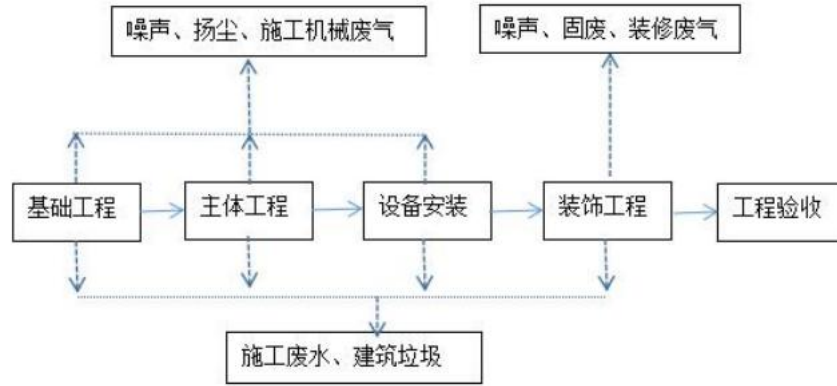 噪声、扬尘、施工机械废气
噪声、固废、装修废气
基础工程
主体工程
设备安装
装饰工程
工程验收
施工废水、建筑垃圾